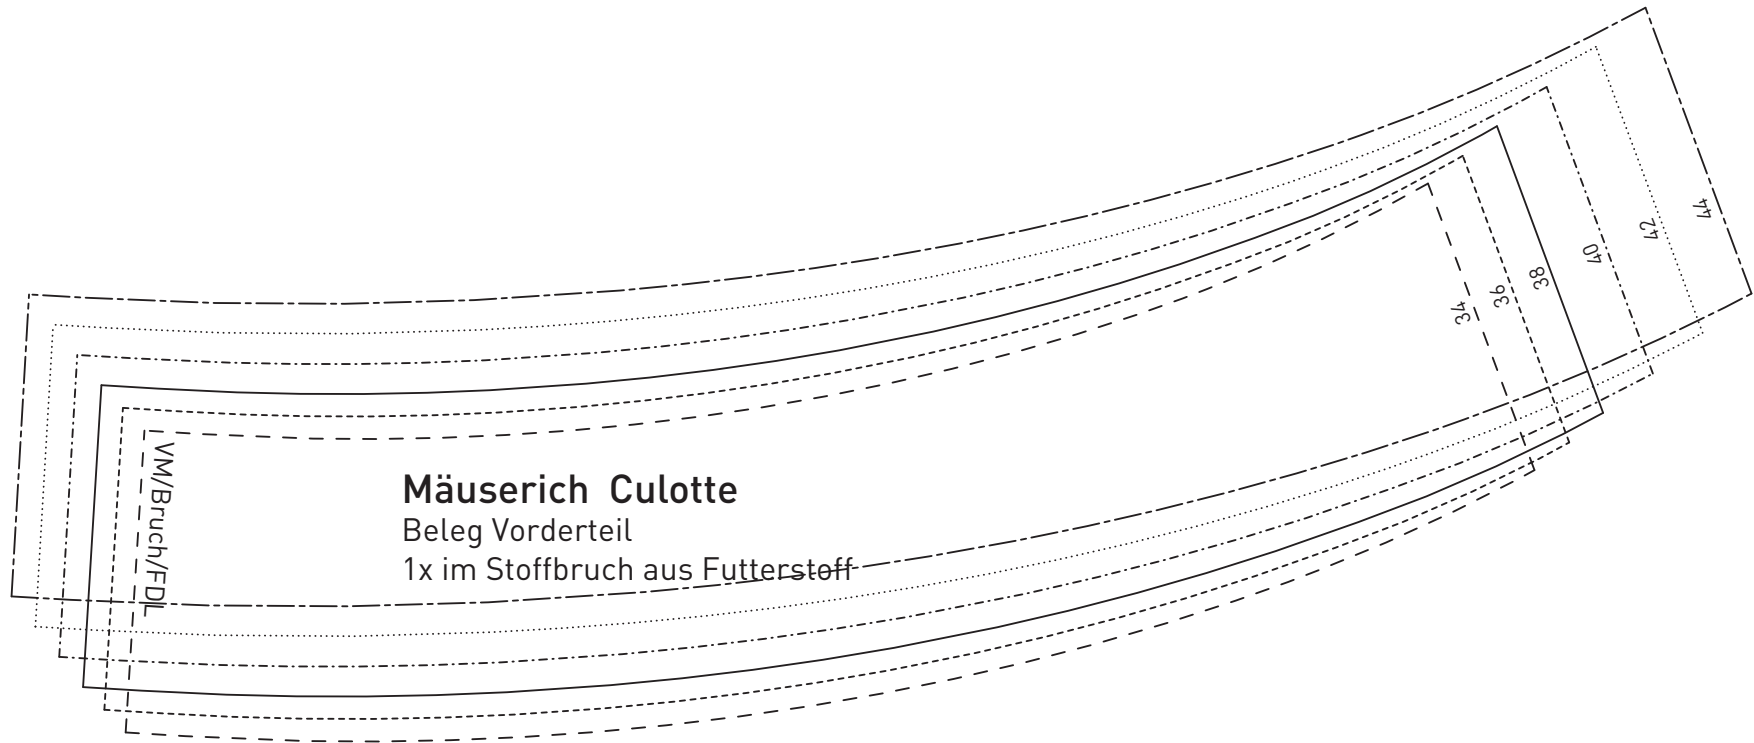 Mäuserich Culotte
Beleg Vorderteil
1x im Stoffbruch aus Futterstoff
VM/Bruch/FDL
34
36
38
40
42
44